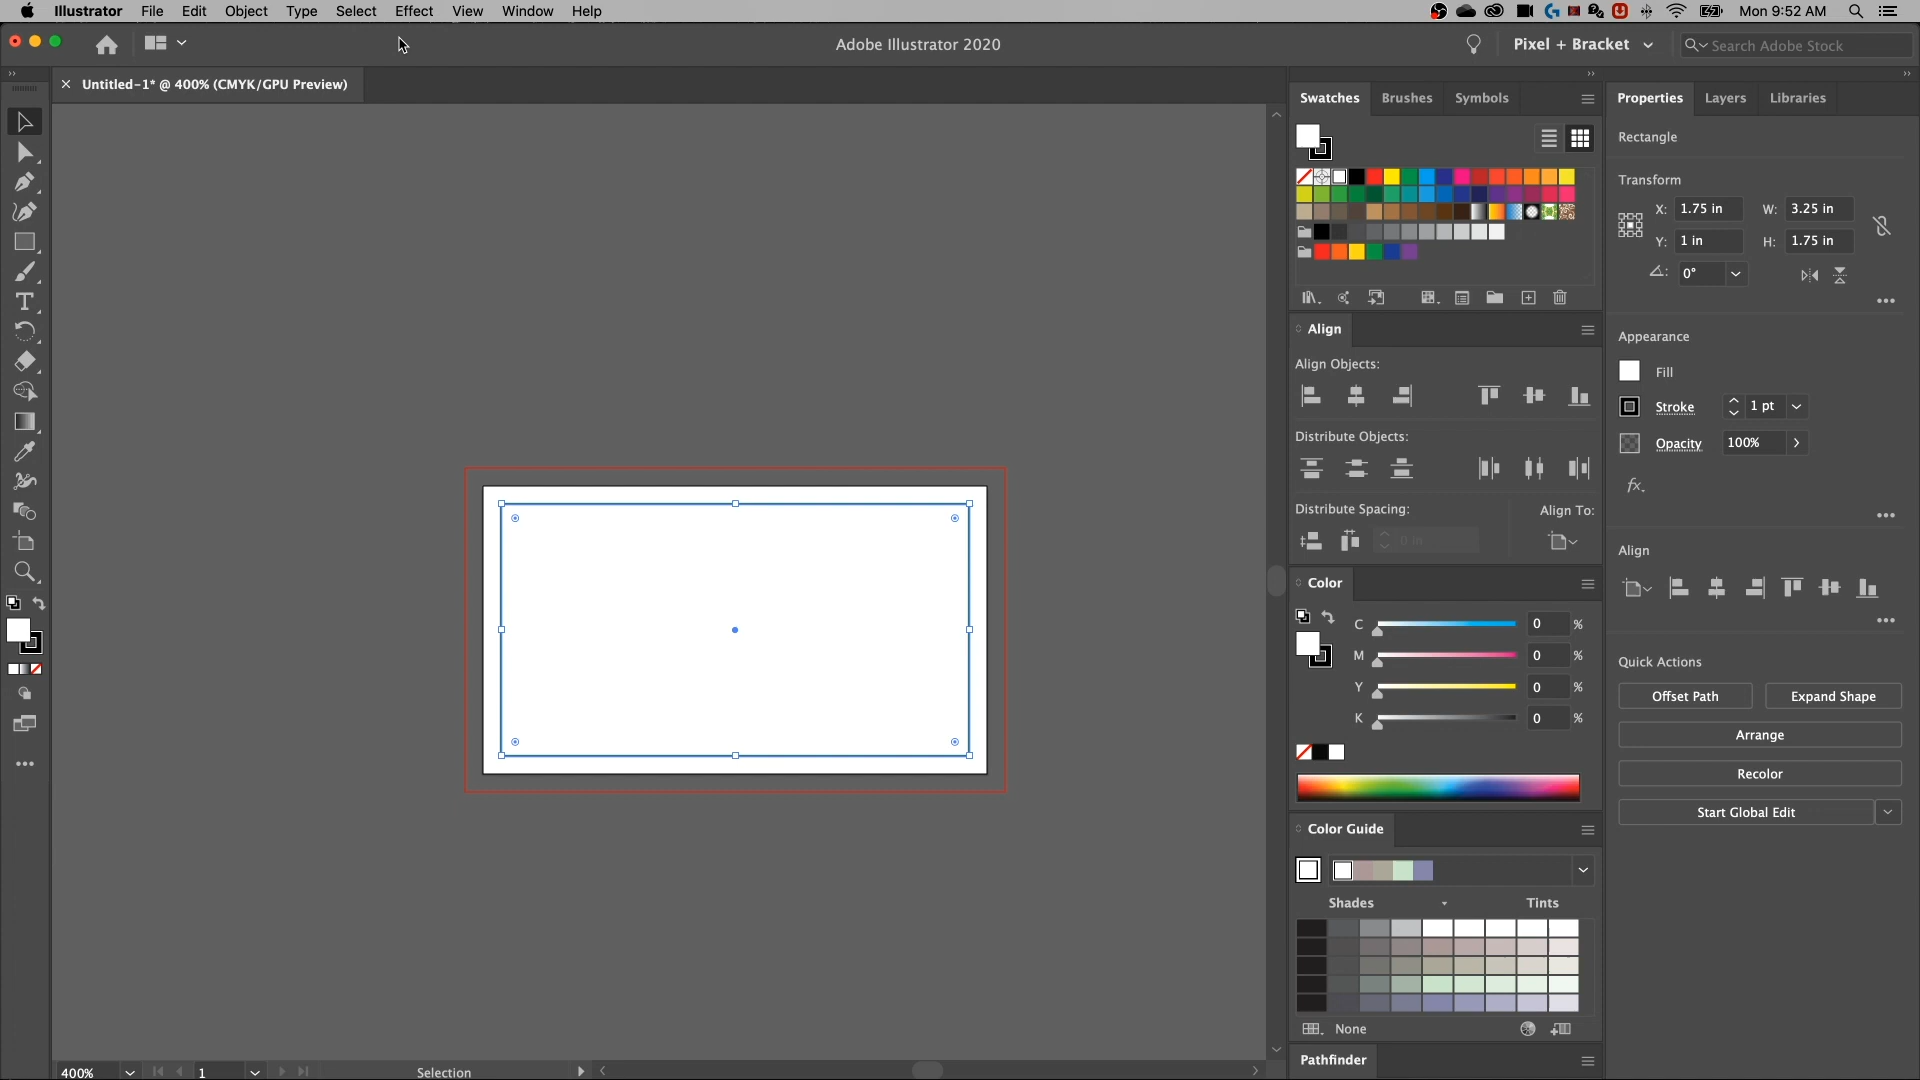 Illustrator File Edit Object Type Select Effect View Window Help Mon 9:52 AM
Adobe Illustrator 2020 Pixel + Bracket Search Adobe Stock
Untitled-1* @ 400% (CMYK/GPU Preview)
Swatches Brushes Symbols
Align
Align Objects:
Distribute Objects:
Distribute Spacing: Align To:
0 in
Color
C 0 %
M 0 %
Y 0 %
K 0 %
Color Guide
Shades Tints
None
Pathfinder
Properties Layers Libraries
Rectangle
Transform
X: 1.75 in W: 3.25 in
Y: 1 in H: 1.75 in
0°
Appearance
Fill
Stroke 1 pt
Opacity 100%
fx.
Align
Quick Actions
Offset Path Expand Shape
Arrange
Recolor
Start Global Edit
400% 1 Selection